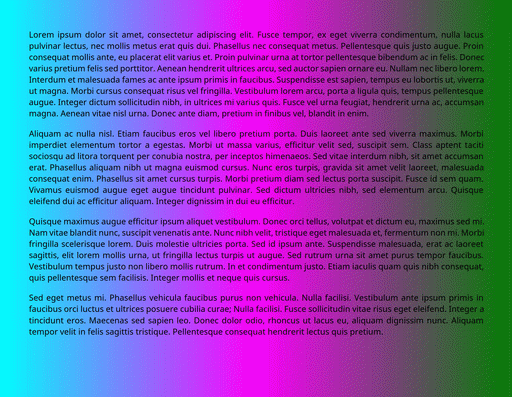 Lorem ipsum dolor sit amet, consectetur adipiscing elit. Fusce tempor, ex eget viverra condimentum, nulla lacus
pulvinar lectus, nec mollis metus erat quis dui. Phasellus nec consequat metus. Pellentesque quis justo augue. Proin
consequat mollis ante, eu placerat elit varius et. Proin pulvinar urna at tortor pellentesque bibendum ac in felis. Donec
varius pretium felis sed porttitor. Aenean hendrerit ultrices arcu, sed auctor sapien ornare eu. Nullam nec libero lorem.
Interdum et malesuada fames ac ante ipsum primis in faucibus. Suspendisse est sapien, tempus eu lobortis ut, viverra
ut magna. Morbi cursus consequat risus vel fringilla. Vestibulum lorem arcu, porta a ligula quis, tempus pellentesque
augue. Integer dictum sollicitudin nibh, in ultrices mi varius quis. Fusce vel urna feugiat, hendrerit urna ac, accumsan
magna. Aenean vitae nisl urna. Donec ante diam, pretium in finibus vel, blandit in enim.
Aliquam ac nulla nisl. Etiam faucibus eros vel libero pretium porta. Duis laoreet ante sed viverra maximus. Morbi
imperdiet elementum tortor a egestas. Morbi ut massa varius, efficitur velit sed, suscipit sem. Class aptent taciti
sociosqu ad litora torquent per conubia nostra, per inceptos himenaeos. Sed vitae interdum nibh, sit amet accumsan
erat. Phasellus aliquam nibh ut magna euismod cursus. Nunc eros turpis, gravida sit amet velit laoreet, malesuada
consequat enim. Phasellus sit amet cursus turpis. Morbi pretium diam sed lectus porta suscipit. Fusce id sem quam.
Vivamus euismod augue eget augue tincidunt pulvinar. Sed dictum ultricies nibh, sed elementum arcu. Quisque
eleifend dui ac efficitur aliquam. Integer dignissim in dui eu efficitur.
Quisque maximus augue efficitur ipsum aliquet vestibulum. Donec orci tellus, volutpat et dictum eu, maximus sed mi.
Nam vitae blandit nunc, suscipit venenatis ante. Nunc nibh velit, tristique eget malesuada et, fermentum non mi. Morbi
fringilla scelerisque lorem. Duis molestie ultricies porta. Sed id ipsum ante. Suspendisse malesuada, erat ac laoreet
sagittis, elit lorem mollis urna, ut fringilla lectus turpis ut augue. Sed rutrum urna sit amet purus tempor faucibus.
Vestibulum tempus justo non libero mollis rutrum. In et condimentum justo. Etiam iaculis quam quis nibh consequat,
quis pellentesque sem facilisis. Integer mollis et neque quis cursus.
Sed eget metus mi. Phasellus vehicula faucibus purus non vehicula. Nulla facilisi. Vestibulum ante ipsum primis in
faucibus orci luctus et ultrices posuere cubilia curae; Nulla facilisi. Fusce sollicitudin vitae risus eget eleifend. Integer a
tincidunt eros. Maecenas sed sapien leo. Donec dolor odio, rhoncus ut lacus eu, aliquam dignissim nunc. Aliquam
tempor velit in felis sagittis tristique. Pellentesque consequat hendrerit lectus quis pretium.